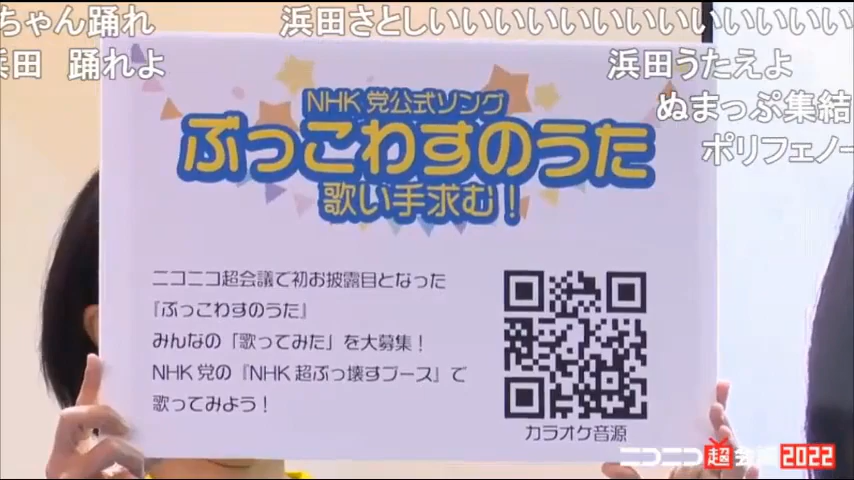 ちゃん踊れ
浜田さとしいいいいいいいいいいいいい
浜田 踊れよ
浜田うたえよ
ぬまっぷ集結
ポリフェノー
NHK党公式ソング
ぶっこわすのうた
歌い手求む!
ニコニコ超会議で初お披露目となった
『ぶっこわすのうた』
みんなの「歌ってみた」を大募集!
NHK党の『NHK超ぶっ壊すブース』で
歌ってみよう!
カラオケ音源
ニコニコ超会議2022